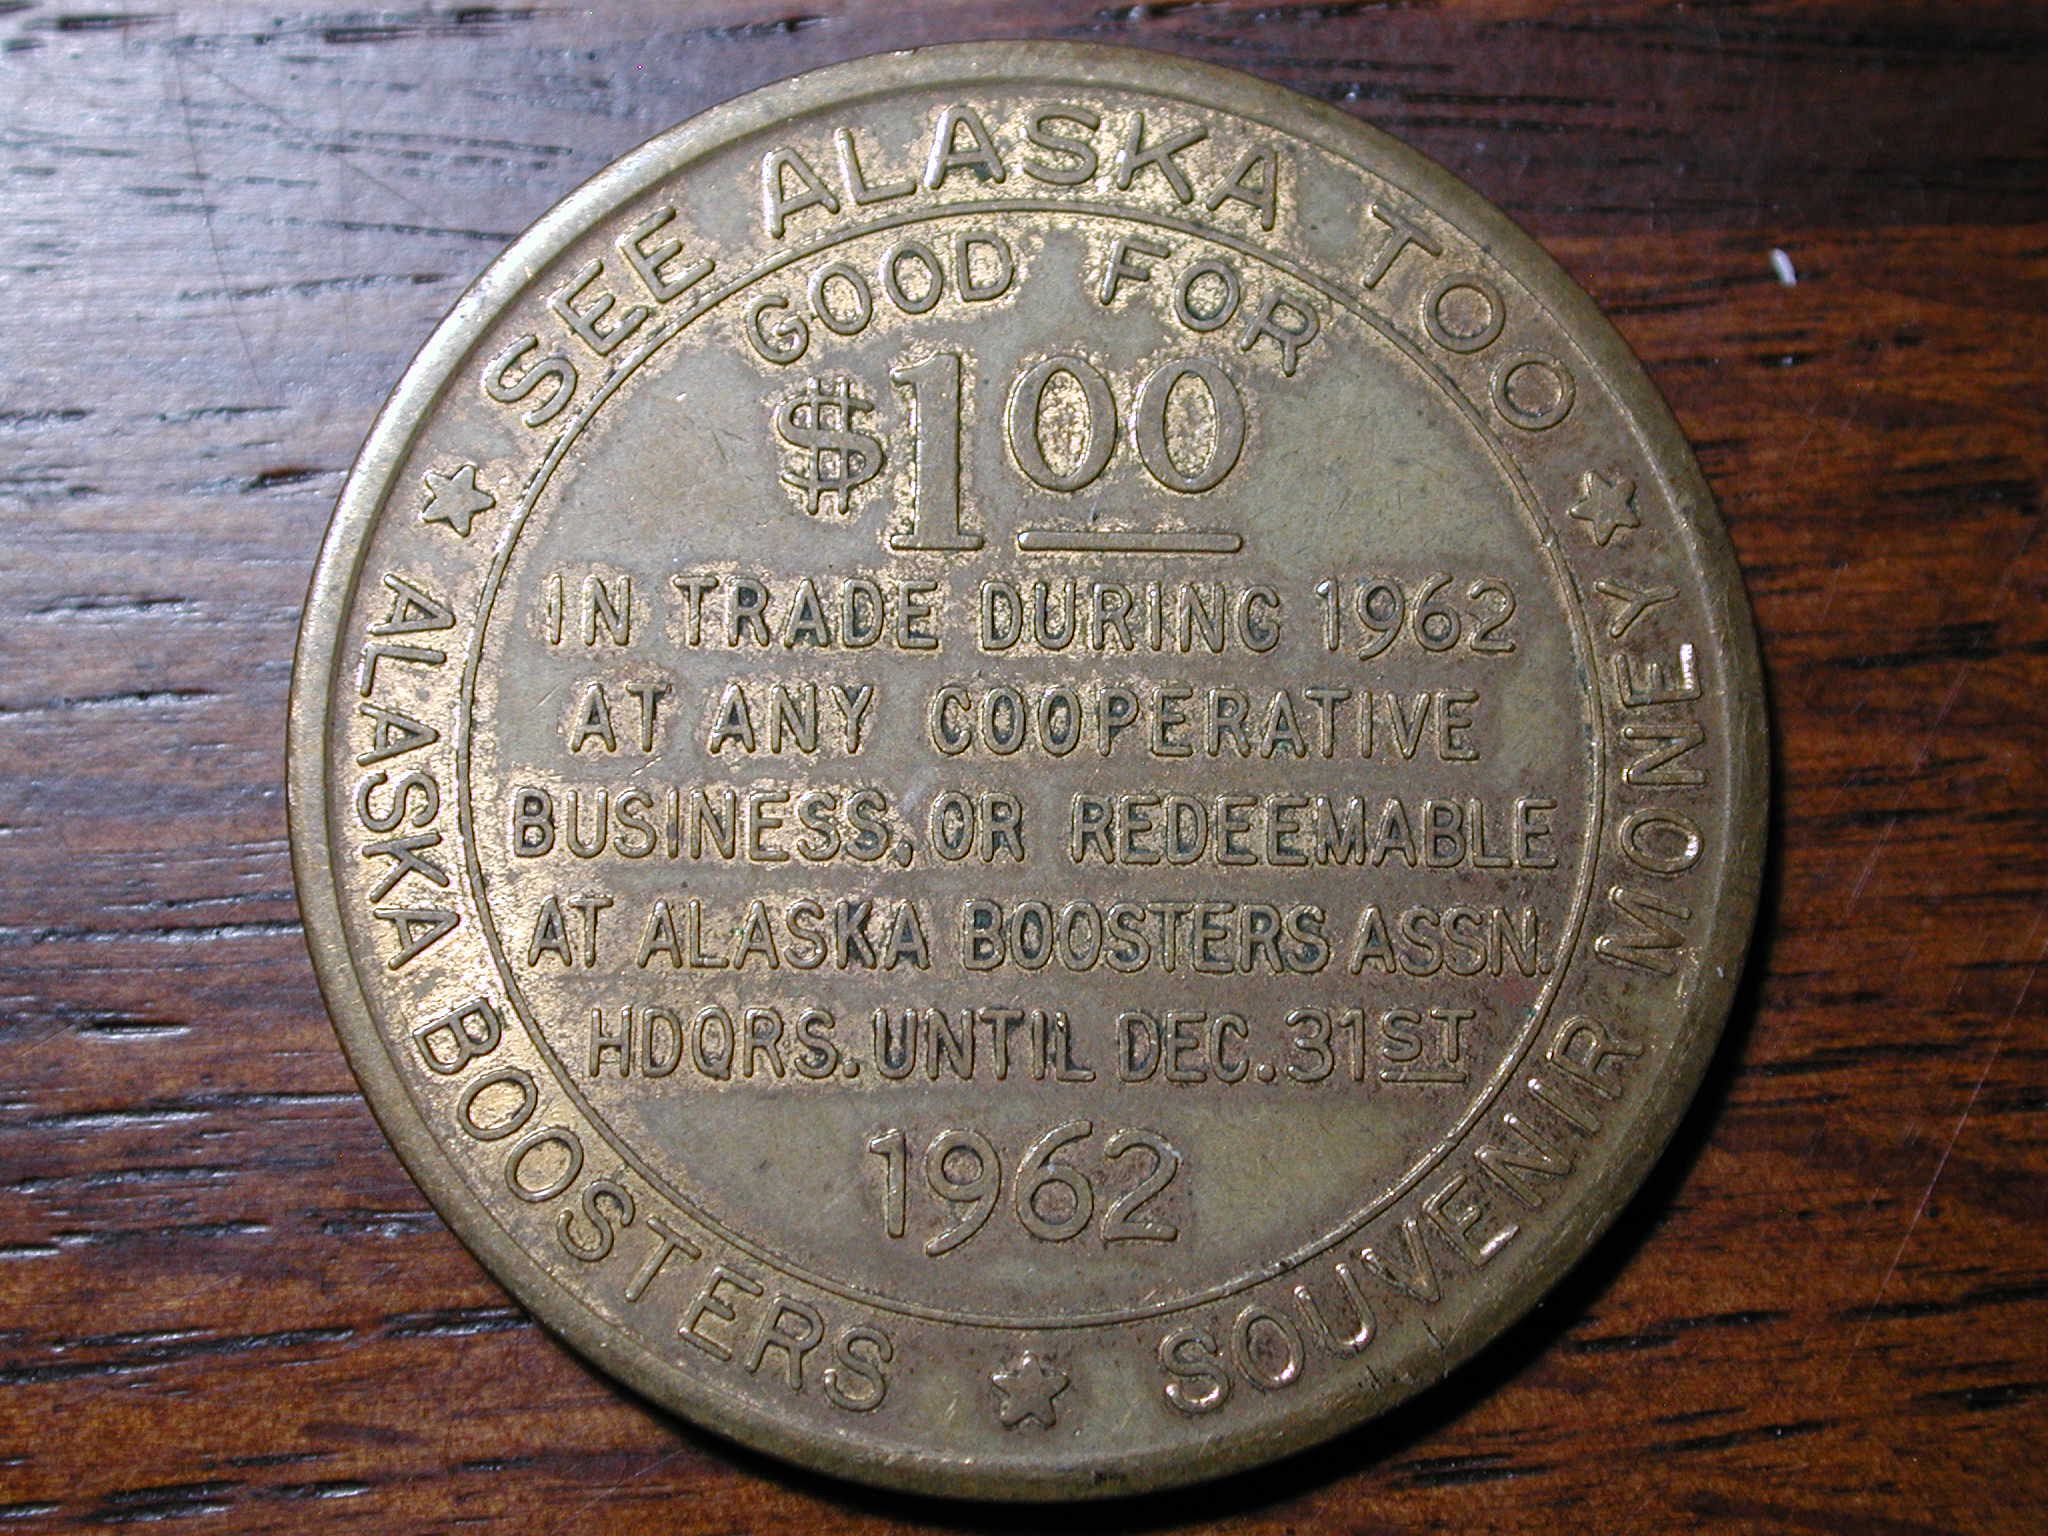 SEE ALASKA TOO
GOOD FOR
$1 00
IN TRADE DURING 1962
AT ANY COOPERATIVE
BUSINESS, OR REDEEMABLE
AT ALASKA BOOSTERS ASSN.
HDQRS. UNTIL DEC. 31ST
1962
ALASKA BOOSTERS
SOUVENIR MONEY